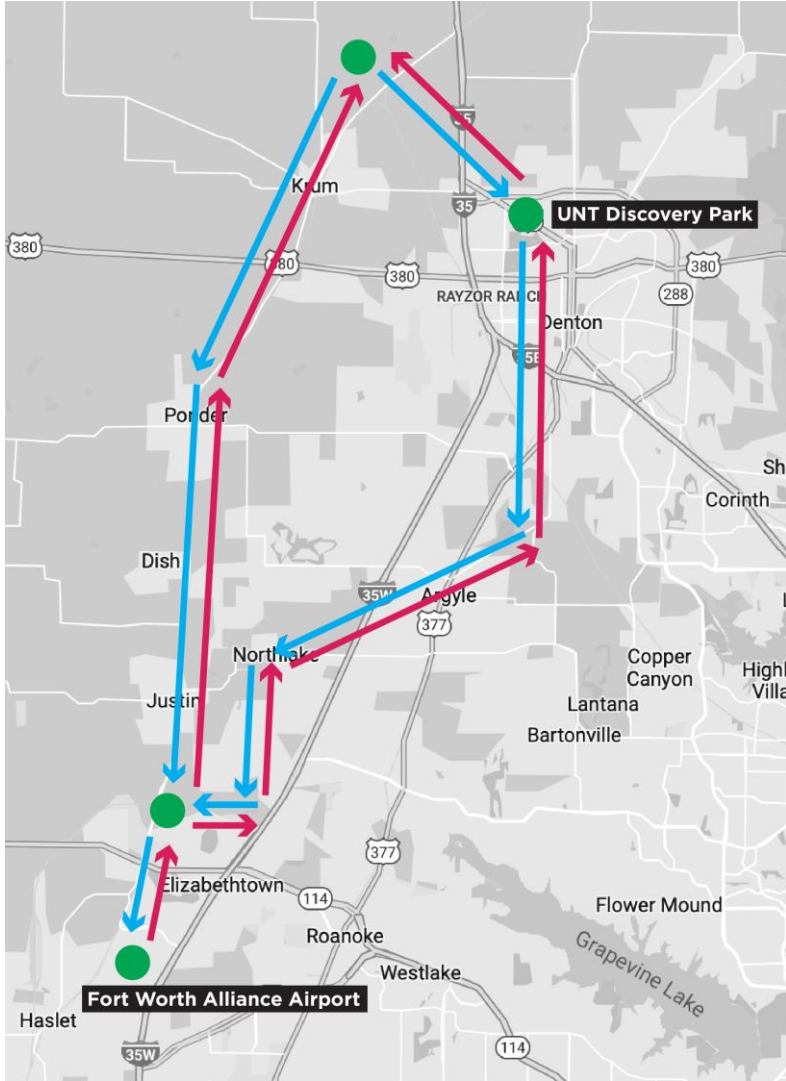 35
Krum
35
UNT Discovery Park
380
380
380
380
RAYZOR RANCH
288
Denton
35E
Ponder
Sh
Corinth
Dish
35W
Argyle
377
L
Northlake
Copper
Canyon
Highl
Villa
Justin
Lantana
Bartonville
377
Elizabethtown
114
Flower Mound
Roanoke
Westlake
Grapevine Lake
Fort Worth Alliance Airport
Haslet
35W
114